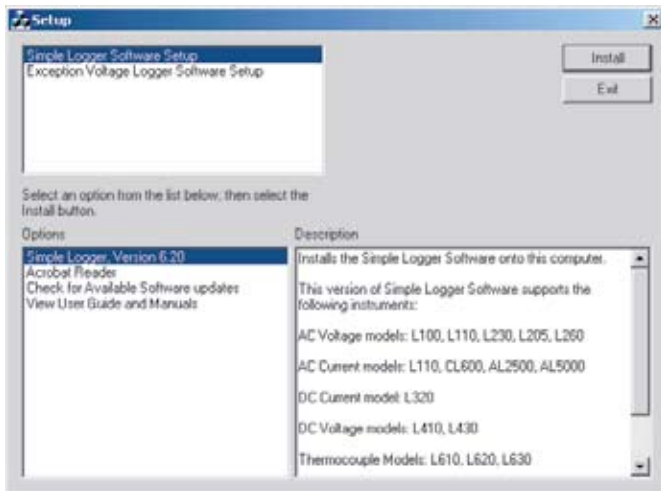 Setup
Simple Logger Software Setup
Exception Voltage Logger Software Setup
Install
Exit
Select an option from the list below, then select the
Install button.
Options
Simple Logger, Version 6.20
Acrobat Reader
Check for Available Software updates
View User Guide and Manuals
Description
Installs the Simple Logger Software onto this computer.
This version of Simple Logger Software supports the
following instruments:
AC Voltage models: L100, L110, L230, L205, L260
AC Current models: L110, CL600, AL2500, AL5000
DC Current model: L320
DC Voltage models: L410, L430
Thermocouple Models: L610, L620, L630